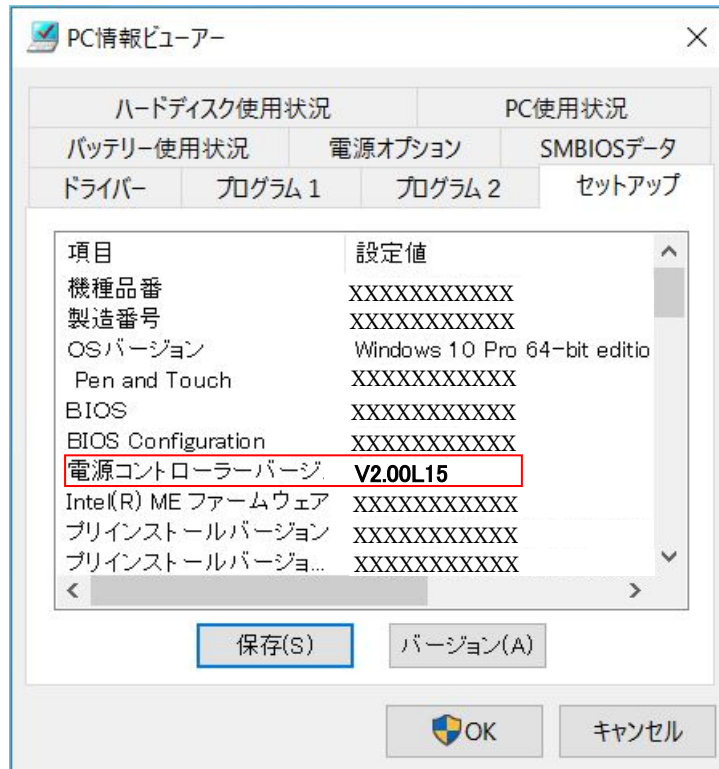 PC情報ビューアー
ハードディスク使用状況 PC使用状況
バッテリー使用状況 電源オプション SMBIOSデータ
ドライバー プログラム 1 プログラム 2 セットアップ
項目 設定値
機種品番 XXXXXXXXXXX
製造番号 XXXXXXXXXXX
OSバージョン Windows 10 Pro 64-bit editio
Pen and Touch XXXXXXXXXXX
BIOS XXXXXXXXXXX
BIOS Configuration XXXXXXXXXXX
電源コントローラーバージ. V2.00L15
Intel(R) ME ファームウェア XXXXXXXXXXX
プリインストールバージョン XXXXXXXXXXX
プリインストールバージョ... XXXXXXXXXXX
保存(S) バージョン(A)
OK キャンセル